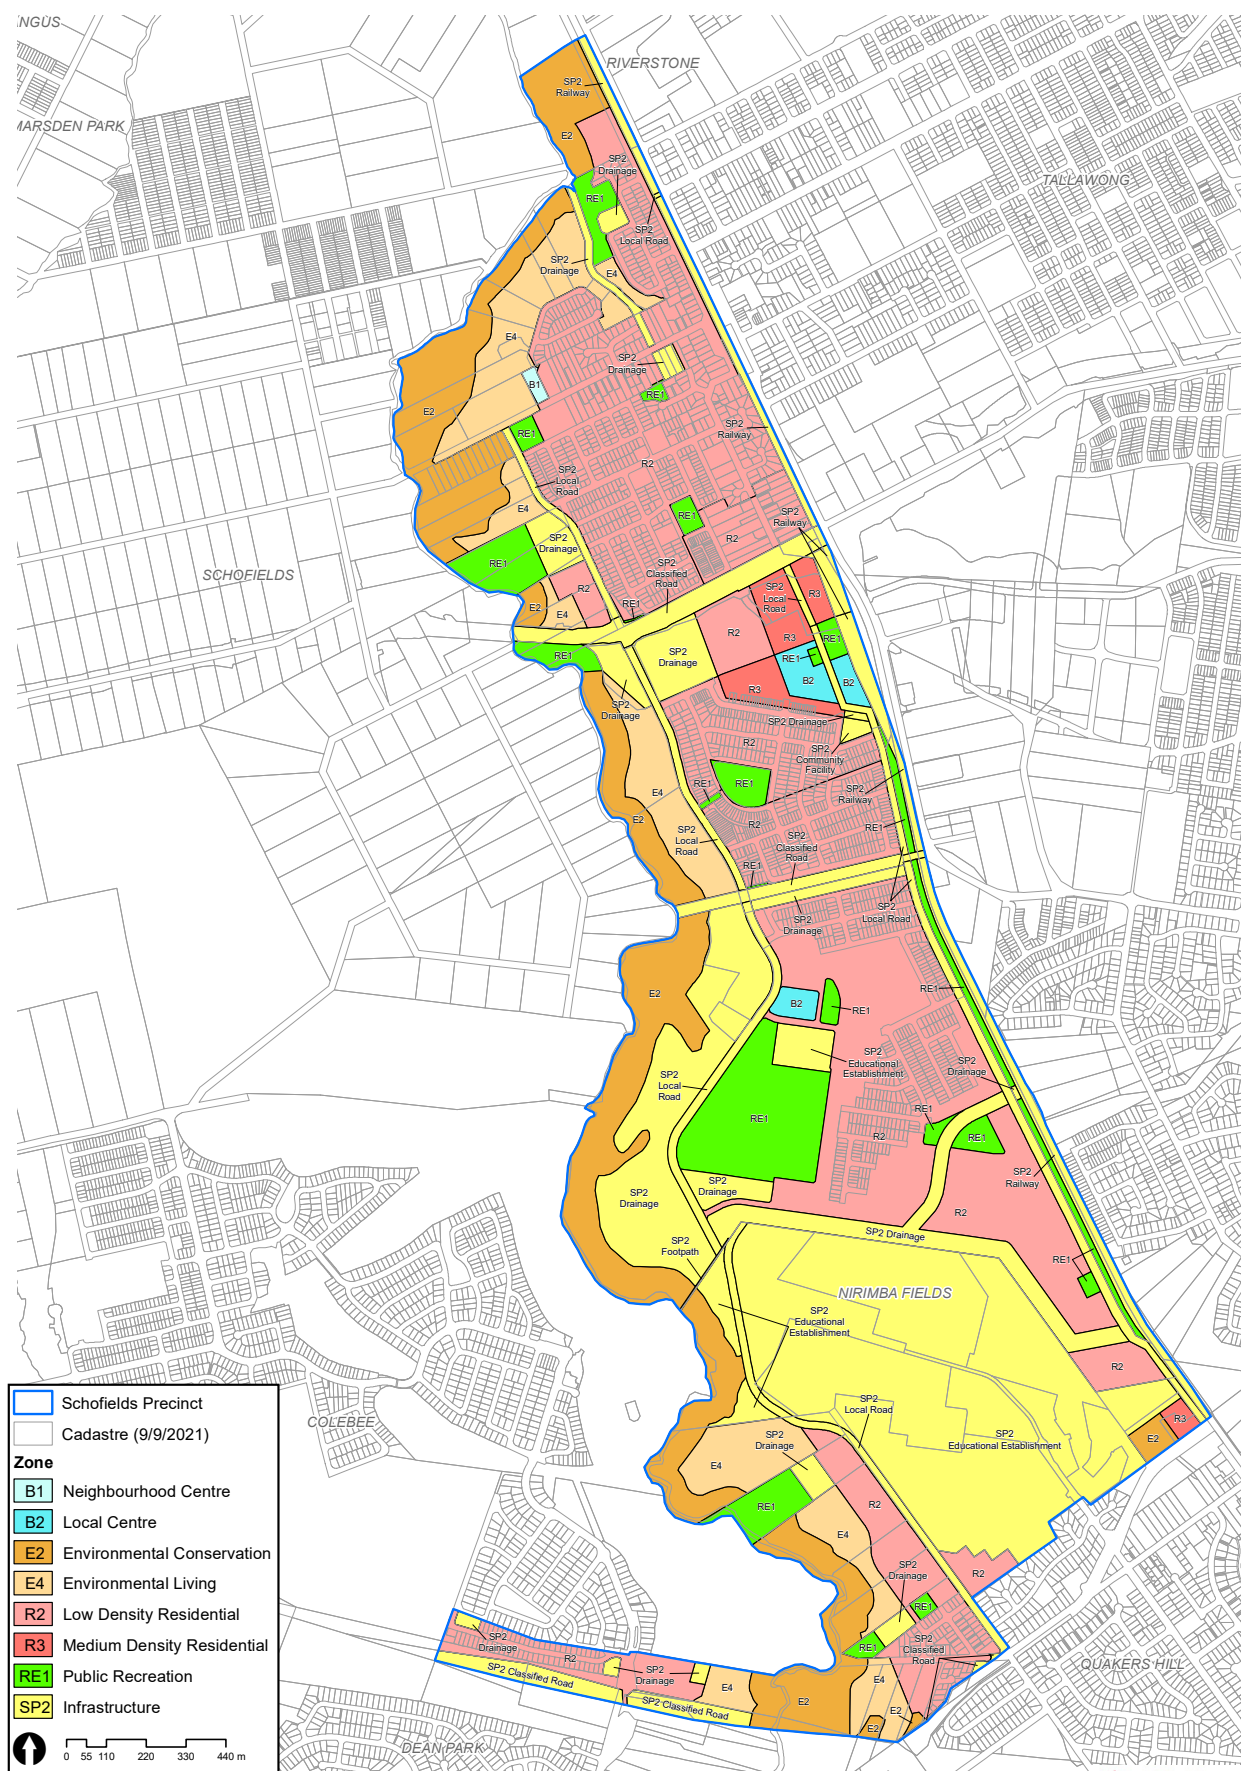 NGUS
RIVERSTONE
SP2
Railway
MARSDEN PARK
E2
SP2
Drainage
TALLAWONG
RE1
SP2
Local Road
SP2
Drainage
E4
E4
SP2
Drainage
B1
RE1
E2
SP2
Railway
RE1
R2
SP2
Local
Road
E4
RE1
SP2
Railway
R2
SP2
Drainage
RE1
SCHOFIELDS
SP2
Classified
Road
R2
SP2
Local
Road
R3
E2
E4
RE1
R2
R3
RE1
RE1
SP2
Drainage
RE1
B2
B2
R3
SP2
Drainage
SP2 Drainage
R2
SP2
Community
Facility
RE1
RE1
E4
SP2
Railway
E2
R2
RE1
SP2
Local
Road
SP2
Classified
Road
RE1
SP2
Drainage
SP2
Local Road
E2
RE1
B2
RE1
SP2
Educational
Establishment
SP2
Drainage
SP2
Local
Road
RE1
RE1
R2
RE1
SP2
Railway
SP2
Drainage
SP2
Drainage
R2
SP2 Drainage
SP2
Footpath
RE1
NIRIMBA FIELDS
SP2
Educational
Establishment
R2
SP2
Local Road
R3
SP2
Drainage
SP2
Educational Establishment
E2
E4
RE1
R2
E4
SP2
Drainage
R2
RE1
RE1
SP2
Classified
Road
SP2
Drainage
R2
SP2
Drainage
SP2 Classified Road
SP2 Classified Road
E4
E2
E4
E2
E2
QUAKERS HILL
COLEBEE
DEAN PARK
Schofields Precinct
Cadastre (9/9/2021)
Zone
B1 Neighbourhood Centre
B2 Local Centre
E2 Environmental Conservation
E4 Environmental Living
R2 Low Density Residential
R3 Medium Density Residential
RE1 Public Recreation
SP2 Infrastructure
0 55 110 220 330 440 m